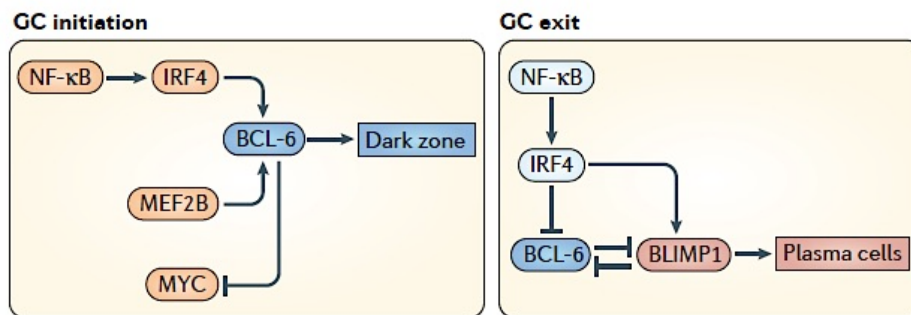 GC initiation
NF-κB
IRF4
BCL-6
Dark zone
MEF2B
MYC
GC exit
NF-κB
IRF4
BCL-6
BLIMP1
Plasma cells